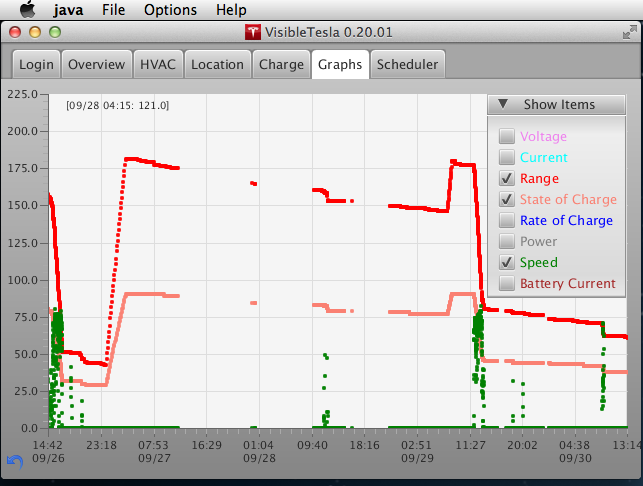 java File Options Help
VisibleTesla 0.20.01
Login Overview HVAC Location Charge Graphs Scheduler
225.0
[09/28 04:15: 121.0]
Show Items
200.0
Voltage
175.0
Current
Range
State of Charge
150.0
Rate of Charge
Power
125.0
Speed
Battery Current
100.0
75.0
50.0
25.0
0.0
14:42 23:18 07:53 16:29 01:04 09:40 18:16 02:51 11:27 20:02 04:38 13:14
09/26 09/27 09/28 09/29 09/30